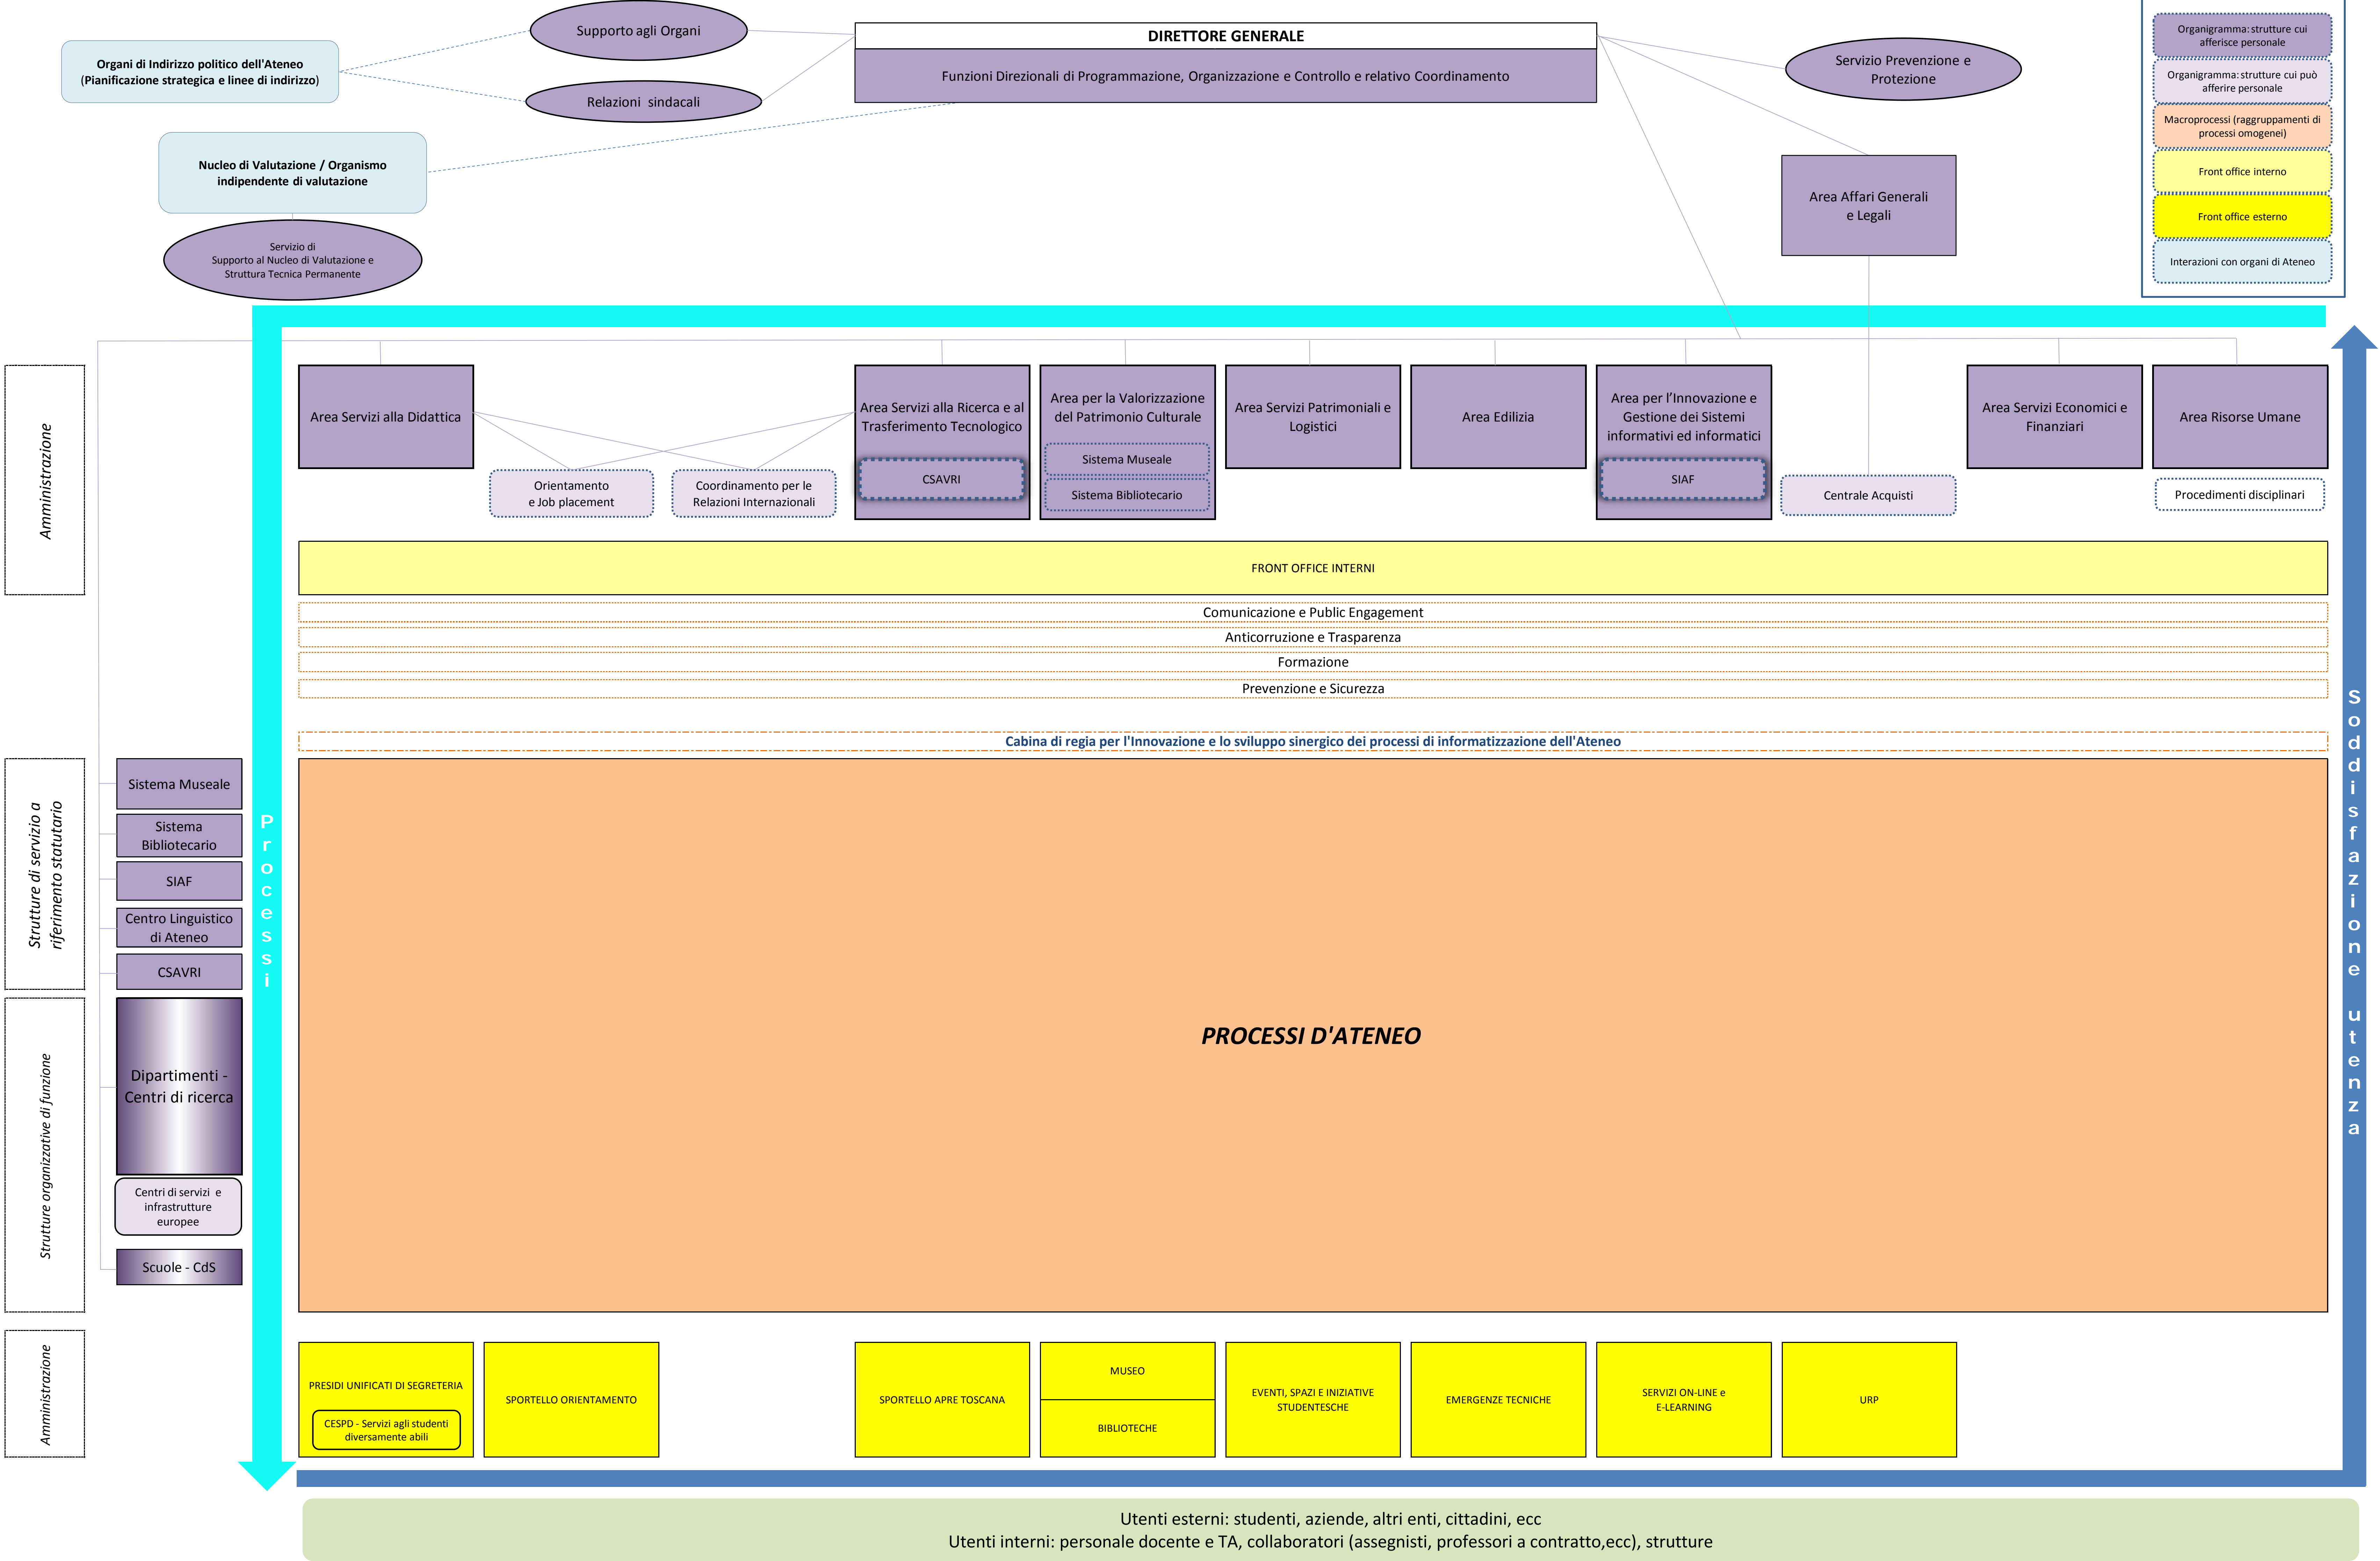 Supporto agli Organi
DIRETTORE GENERALE
Funzioni Direzionali di Programmazione, Organizzazione e Controllo e relativo Coordinamento
Organi di Indirizzo politico dell'Ateneo
(Pianificazione strategica e linee di indirizzo)
Relazioni sindacali
Servizio Prevenzione e
Protezione
Organigramma: strutture cui
afferisce personale
Organigramma: strutture cui può
afferire personale
Macroprocessi (raggruppamenti di
processi omogenei)
Front office interno
Front office esterno
Interazioni con organi di Ateneo
Nucleo di Valutazione / Organismo
indipendente di valutazione
Servizio di
Supporto al Nucleo di Valutazione e
Struttura Tecnica Permanente
Area Affari Generali
e Legali
Amministrazione
Area Servizi alla Didattica
Orientamento
e Job placement
Coordinamento per le
Relazioni Internazionali
Area Servizi alla Ricerca e al
Trasferimento Tecnologico
CSAVRI
Area per la Valorizzazione
del Patrimonio Culturale
Sistema Museale
Sistema Bibliotecario
Area Servizi Patrimoniali e
Logistici
Area Edilizia
Area per l’Innovazione e
Gestione dei Sistemi
informativi ed informatici
SIAF
Centrale Acquisti
Area Servizi Economici e
Finanziari
Area Risorse Umane
Procedimenti disciplinari
FRONT OFFICE INTERNI
Comunicazione e Public Engagement
Anticorruzione e Trasparenza
Formazione
Prevenzione e Sicurezza
Cabina di regia per l'Innovazione e lo sviluppo sinergico dei processi di informatizzazione dell'Ateneo
Strutture di servizio a
riferimento statutario
Sistema Museale
Sistema
Bibliotecario
SIAF
Centro Linguistico
di Ateneo
CSAVRI
Strutture organizzative di funzione
Dipartimenti -
Centri di ricerca
Centri di servizi e
infrastrutture
europee
Scuole - CdS
Processi
PROCESSI D'ATENEO
Soddisfazione utenza
Amministrazione
PRESIDI UNIFICATI DI SEGRETERIA
CESPD - Servizi agli studenti
diversamente abili
SPORTELLO ORIENTAMENTO
SPORTELLO APRE TOSCANA
MUSEO
BIBLIOTECHE
EVENTI, SPAZI E INIZIATIVE
STUDENTESCHE
EMERGENZE TECNICHE
SERVIZI ON-LINE e
E-LEARNING
URP
Utenti esterni: studenti, aziende, altri enti, cittadini, ecc
Utenti interni: personale docente e TA, collaboratori (assegnisti, professori a contratto,ecc), strutture